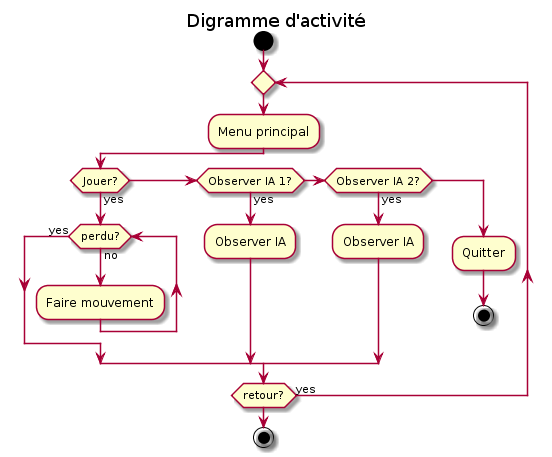 Digramme d'activité
Menu principal
Jouer?
Observer IA 1?
Observer IA 2?
yes
yes
yes
yes
perdu?
no
Observer IA
Observer IA
Quitter
Faire mouvement
retour?
yes